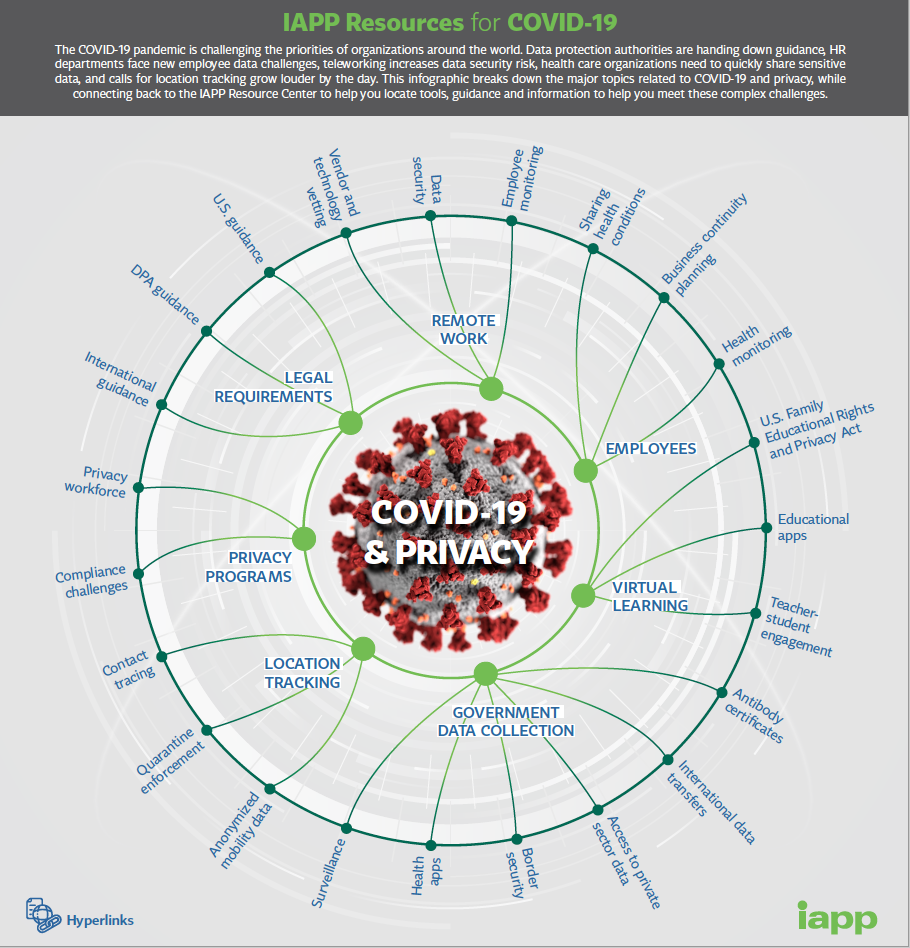 IAPP Resources for COVID-19
The COVID-19 pandemic is challenging the priorities of organizations around the world. Data protection authorities are handing down guidance, HR
departments face new employee data challenges, teleworking increases data security risk, health care organizations need to quickly share sensitive
data, and calls for location tracking grow louder by the day. This infographic breaks down the major topics related to COVID-19 and privacy, while
connecting back to the IAPP Resource Center to help you locate tools, guidance and information to help you meet these complex challenges.
COVID-19
& PRIVACY
REMOTE
WORK
Vendor and
technology
vetting
Data
security
Employee
monitoring
EMPLOYEES
Sharing
health
conditions
Business continuity
planning
Health
monitoring
VIRTUAL
LEARNING
U.S. Family
Educational Rights
and Privacy Act
Educational
apps
Teacher-
student
engagement
GOVERNMENT
DATA COLLECTION
Antibody
certificates
International data
transfers
Access to private
sector data
Border
security
Health
apps
Surveillance
LOCATION
TRACKING
Anonymized
mobility data
Quarantine
enforcement
Contact
tracing
PRIVACY
PROGRAMS
Compliance
challenges
Privacy
workforce
LEGAL
REQUIREMENTS
International
guidance
DPA guidance
U.S. guidance
Hyperlinks
iapp